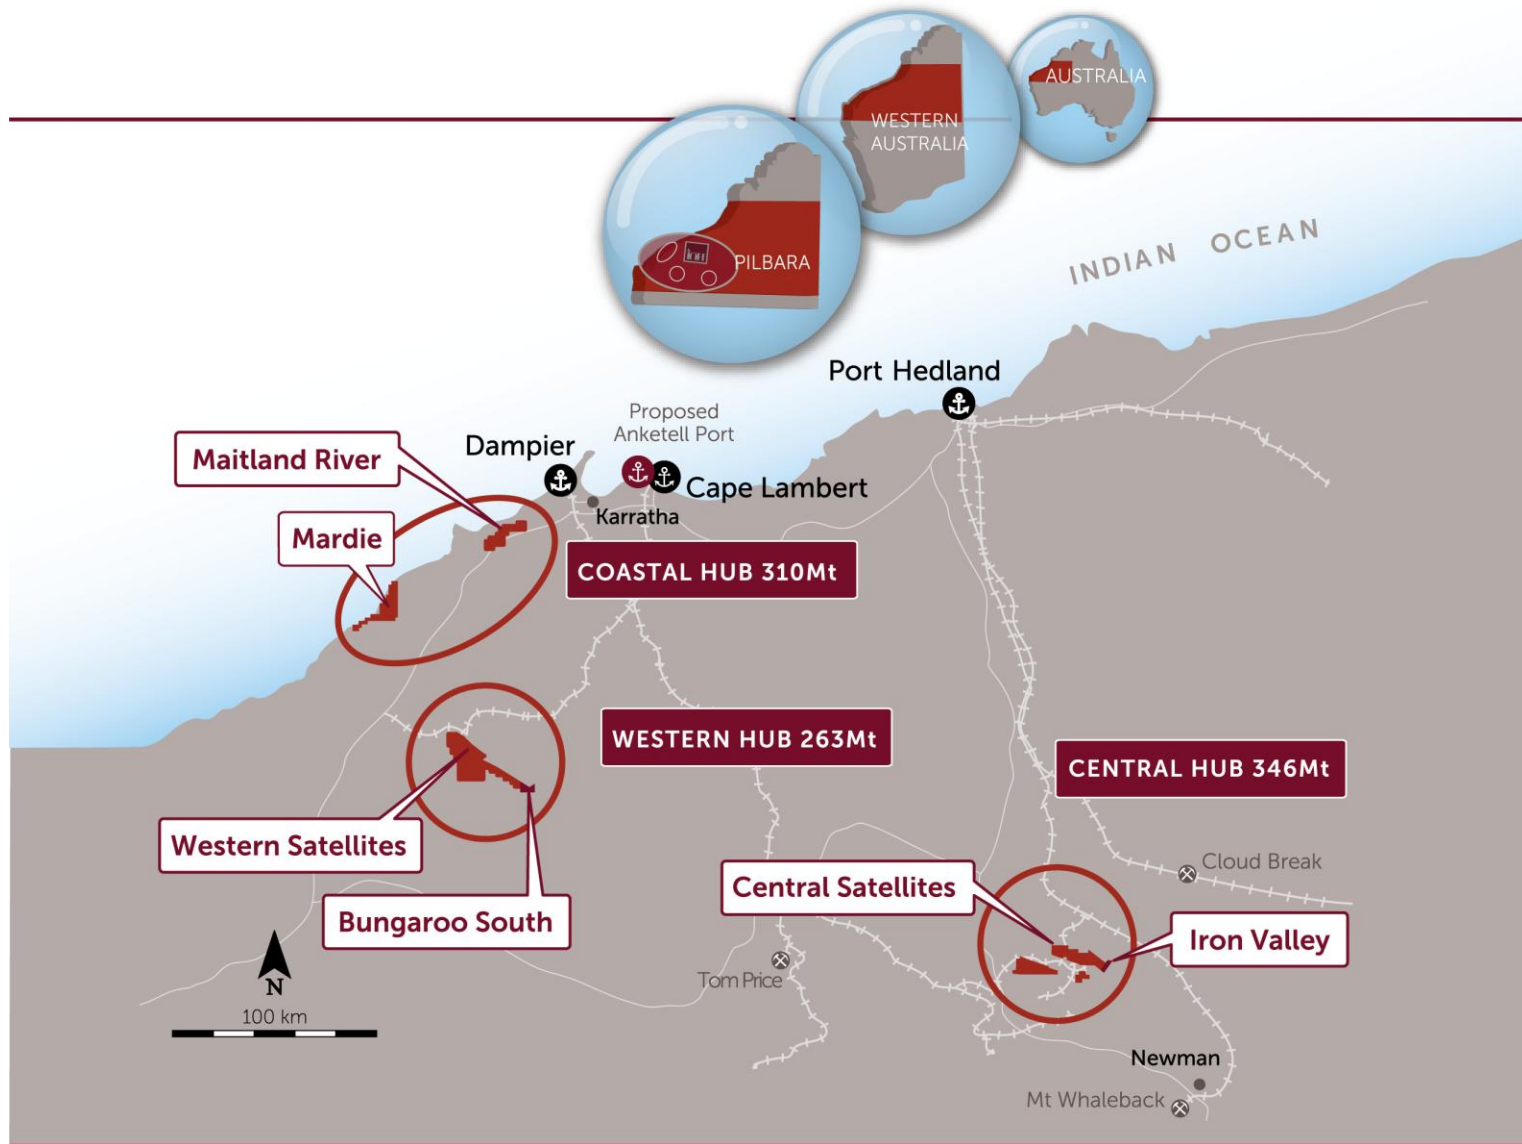 AUSTRALIA
WESTERN
AUSTRALIA
PILBARA
INDIAN OCEAN
Port Hedland
Proposed
Anketell Port
Dampier
Maitland River
Cape Lambert
Karratha
Mardie
COASTAL HUB 310Mt
WESTERN HUB 263Mt
CENTRAL HUB 346Mt
Western Satellites
Cloud Break
Central Satellites
Bungaroo South
Iron Valley
Tom Price
N
100 km
Newman
Mt Whaleback